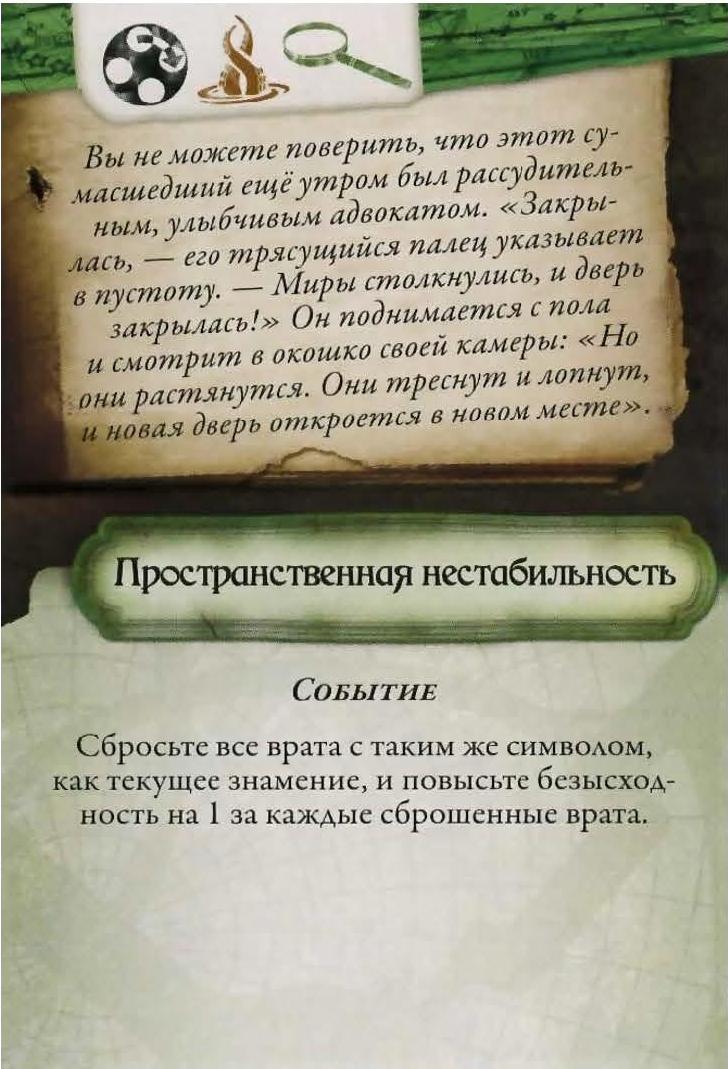 Вы не можете поверить, что этот су-
масшедший ещё утром был рассудитель-
ным, улыбчивым адвокатом. «Закры-
лась, — его трясущийся палец указывает
в пустоту. — Миры столкнулись, и дверь
закрылась!» Он поднимается с пола
и смотрит в окошко своей камеры: «Но
они растянутся. Они треснут и лопнут,
и новая дверь откроется в новом месте».
Пространственная нестабильность
Событие
Сбросьте все врата с таким же символом,
как текущее знамение, и повысьте безысход-
ность на 1 за каждые сброшенные врата.